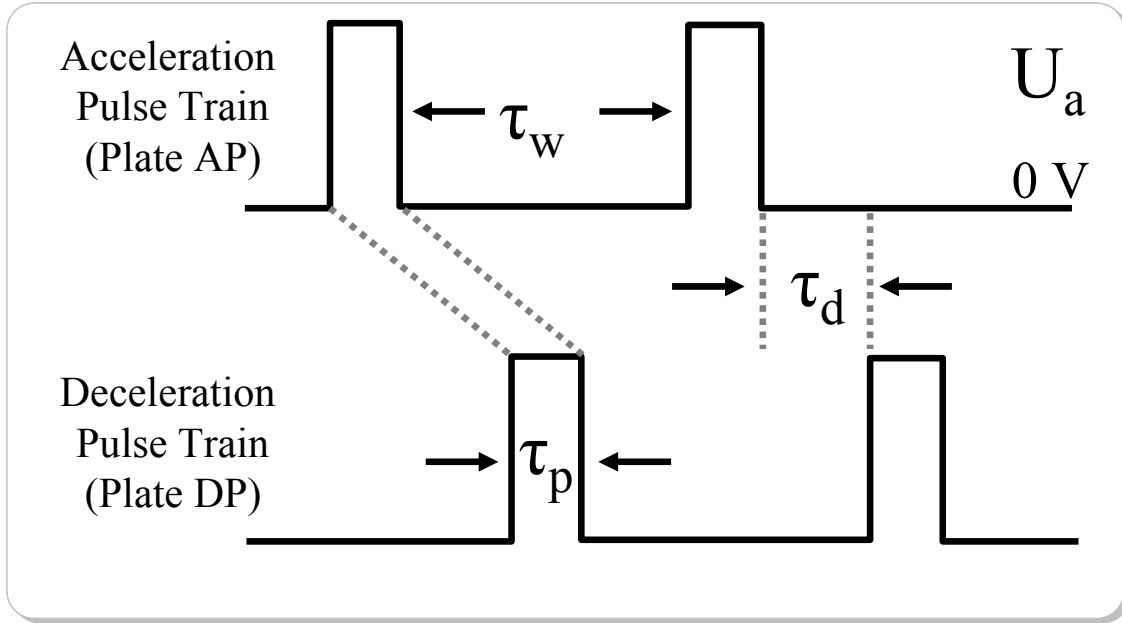 Acceleration
Pulse Train
(Plate AP)
τw
Ua
0 V
τd
Deceleration
Pulse Train
(Plate DP)
τp